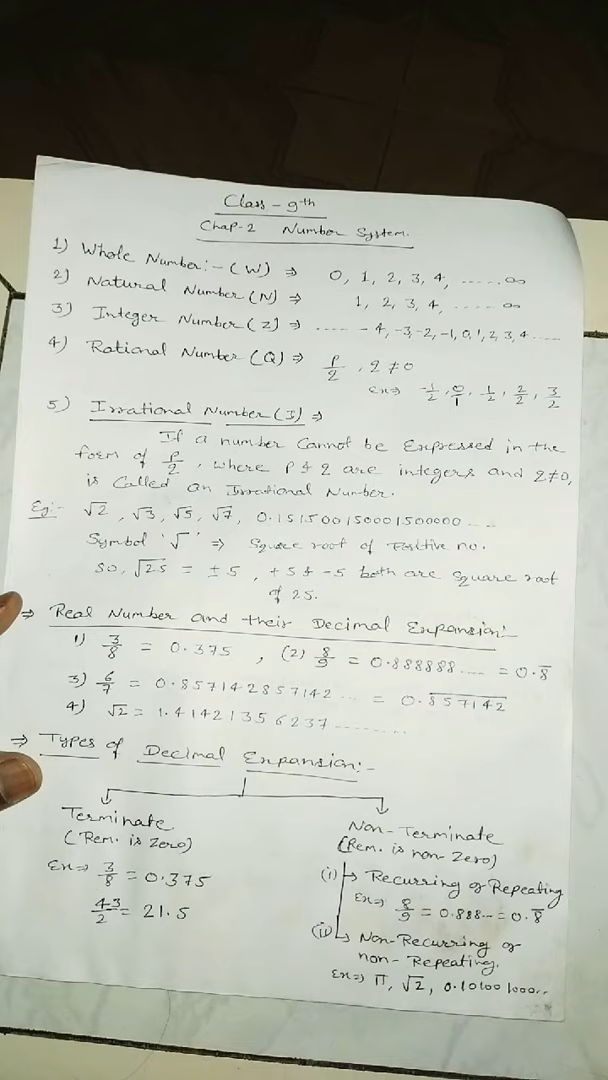 Class - 9th
Chap-2 Number System.
1) Whole Number:- (W) ⇒ 0, 1, 2, 3, 4, ...... ∞
2) Natural Number (N) ⇒ 1, 2, 3, 4, ...... ∞
3) Integer Number (Z) ⇒ ...... -4, -3, -2, -1, 0, 1, 2, 3, 4 ......
4) Rational Number (Q) ⇒ p/q, q ≠ 0
Ex ⇒ -1/2, 0/1, 1/2, 2/2, 3/2
5) Irrational Number (I) ⇒
If a number Cannot be Expressed in the
form of p/q, where p & q are integers and q≠0,
is Called an Irrational Number.
Eg:- √2, √3, √5, √7, 0.151500150001500000...
Symbol '√' ⇒ Square root of Positive no.
so, √25 = ±5, +5 & -5 both are square root
of 25.
⇒ Real Number and their Decimal Expansion:-
1) 3/8 = 0.375, (2) 8/9 = 0.888888.... = 0.8̅
3) 6/7 = 0.857142857142... = 0.8̅5̅7̅1̅4̅2̅
4) √2 = 1.41421356237........
⇒ Types of Decimal Expansion:-
Terminate
(Rem. is Zero)
Ex ⇒ 3/8 = 0.375
43/2 = 21.5
Non-Terminate
(Rem. is non-Zero)
(i) Recurring or Repeating
Ex ⇒ 8/9 = 0.888... = 0.8̅
(ii) Non-Recurring or
non-Repeating.
Ex ⇒ π, √2, 0.101001000..